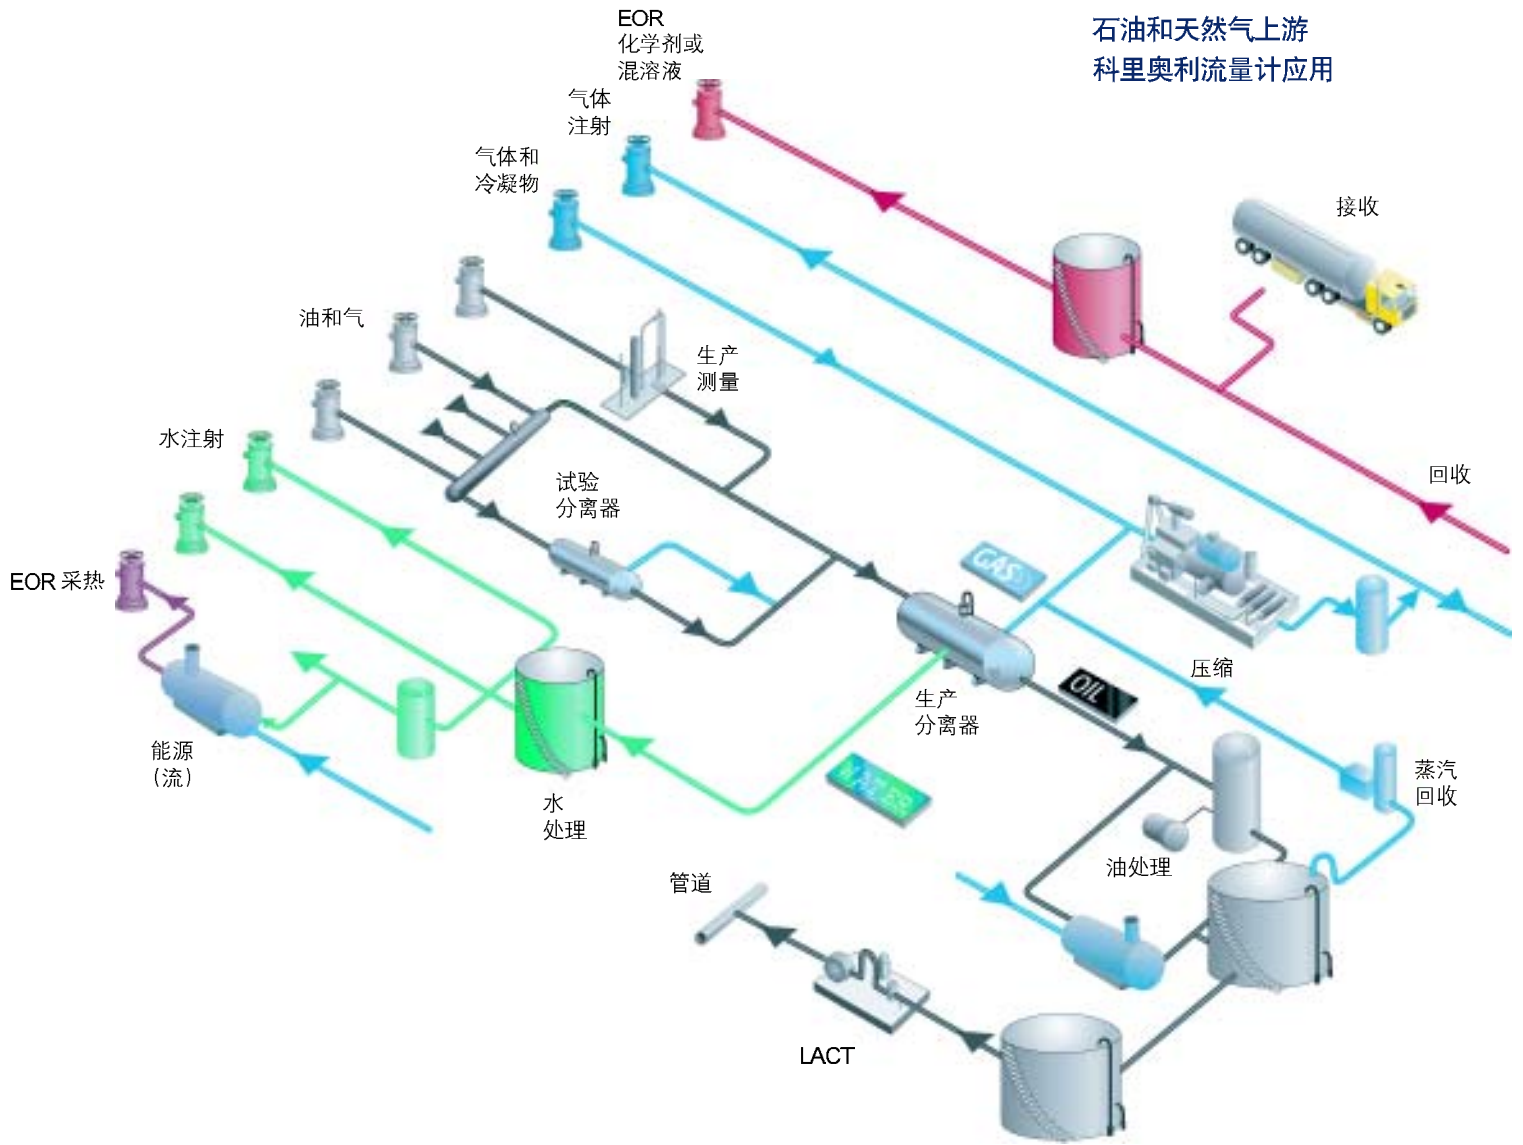 EOR
化学剂或
混溶液
石油和天然气上游
科里奥利流量计应用
气体
注射
气体和
冷凝物
接收
油和气
生产
测量
水注射
回收
试验
分离器
GAS
EOR 采热
压缩
OIL
生产
分离器
能源
(流)
蒸汽
回收
WATER
水
处理
油处理
管道
LACT